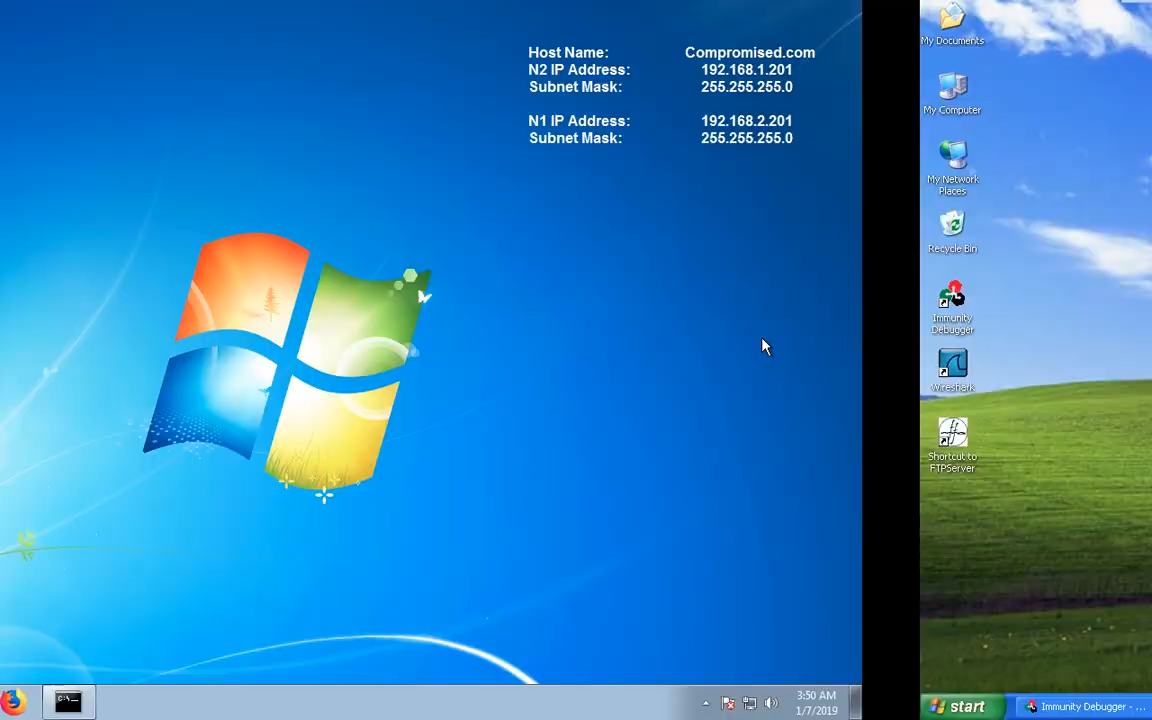 Host Name: Compromised.com
N2 IP Address: 192.168.1.201
Subnet Mask: 255.255.255.0
N1 IP Address: 192.168.2.201
Subnet Mask: 255.255.255.0
My Documents
My Computer
My Network
Places
Recycle Bin
Immunity
Debugger
Wireshark
Shortcut to
FTPServer
C:\
3:50 AM
1/7/2019
start
Immunity Debugger - ...